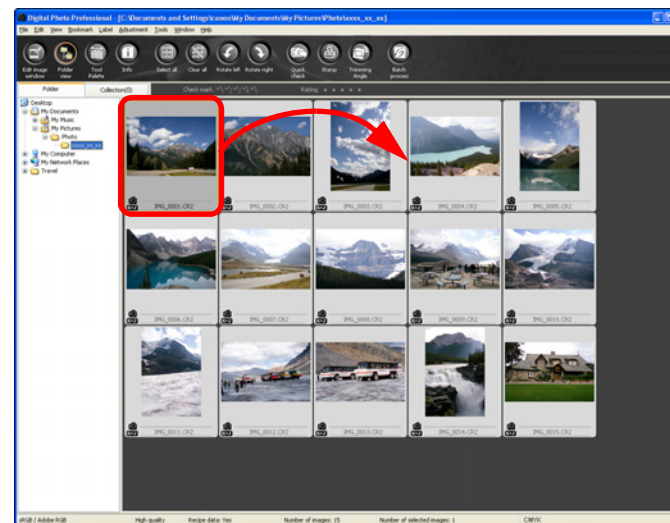 Digital Photo Professional - [C:\Documents and Settings\canon\My Documents\My Pictures\Photo\xxxx_xx_xx]
File Edit View Bookmark Label Adjustment Tools Window Help
Edit image window
Folder view
Tool Palette
Info
Select all
Clear all
Rotate left
Rotate right
Quick check
Stamp
Trimming Angle
Batch process
Folder
Collection(0)
Check mark
Rating
Desktop
My Documents
My Music
My Pictures
Photo
xxxx_xx_xx
My Computer
My Network Places
Travel
IMG_0001.CR2
IMG_0002.CR2
IMG_0003.CR2
IMG_0004.CR2
IMG_0005.CR2
IMG_0006.CR2
IMG_0007.CR2
IMG_0008.CR2
IMG_0009.CR2
IMG_0010.CR2
IMG_0011.CR2
IMG_0012.CR2
IMG_0013.CR2
IMG_0014.CR2
IMG_0015.CR2
sRGB / Adobe RGB
High quality
Recipe data: Yes
Number of images: 15
Number of selected images: 1
CMYK